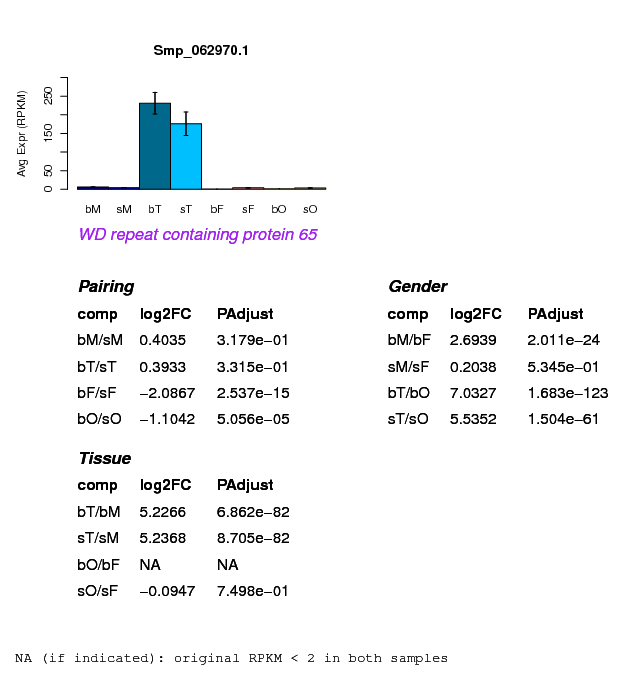 Smp_062970.1
Avg Expr (RPKM)
250
150
50
0
bM sM bT sT bF sF bO sO
WD repeat containing protein 65
Pairing
comp log2FC PAdjust
bM/sM 0.4035 3.179e−01
bT/sT 0.3933 3.315e−01
bF/sF −2.0867 2.537e−15
bO/sO −1.1042 5.056e−05
Gender
comp log2FC PAdjust
bM/bF 2.6939 2.011e−24
sM/sF 0.2038 5.345e−01
bT/bO 7.0327 1.683e−123
sT/sO 5.5352 1.504e−61
Tissue
comp log2FC PAdjust
bT/bM 5.2266 6.862e−82
sT/sM 5.2368 8.705e−82
bO/bF NA NA
sO/sF −0.0947 7.498e−01
NA (if indicated): original RPKM < 2 in both samples